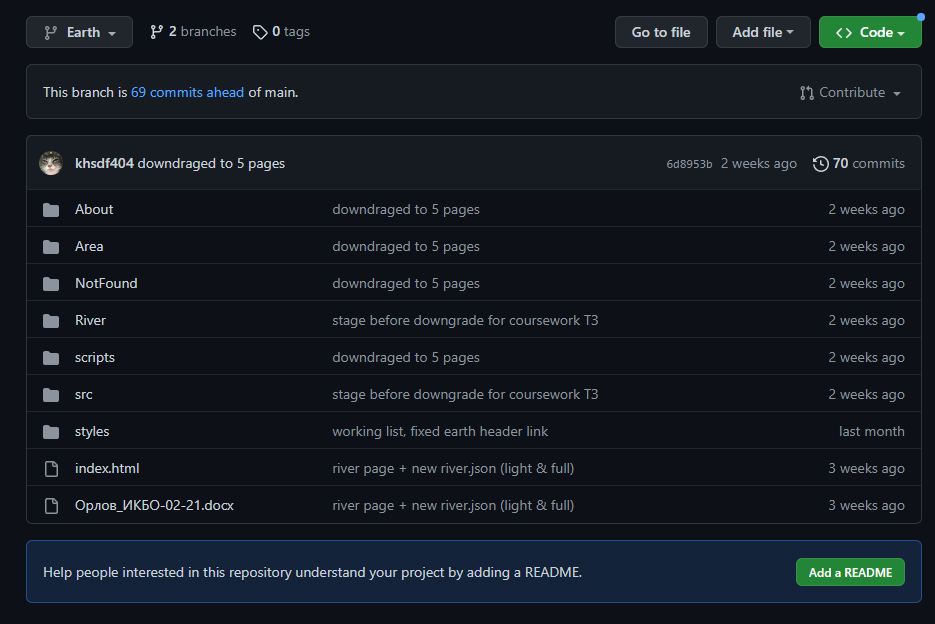 Earth 2 branches 0 tags Go to file Add file Code
This branch is 69 commits ahead of main. Contribute
khsdf404 downdraged to 5 pages 6d8953b 2 weeks ago 70 commits
About downdraged to 5 pages 2 weeks ago
Area downdraged to 5 pages 2 weeks ago
NotFound downdraged to 5 pages 2 weeks ago
River stage before downgrade for coursework T3 2 weeks ago
scripts downdraged to 5 pages 2 weeks ago
src stage before downgrade for coursework T3 2 weeks ago
styles working list, fixed earth header link last month
index.html river page + new river.json (light & full) 3 weeks ago
Орлов_ИКБО-02-21.docx river page + new river.json (light & full) 3 weeks ago
Help people interested in this repository understand your project by adding a README. Add a README